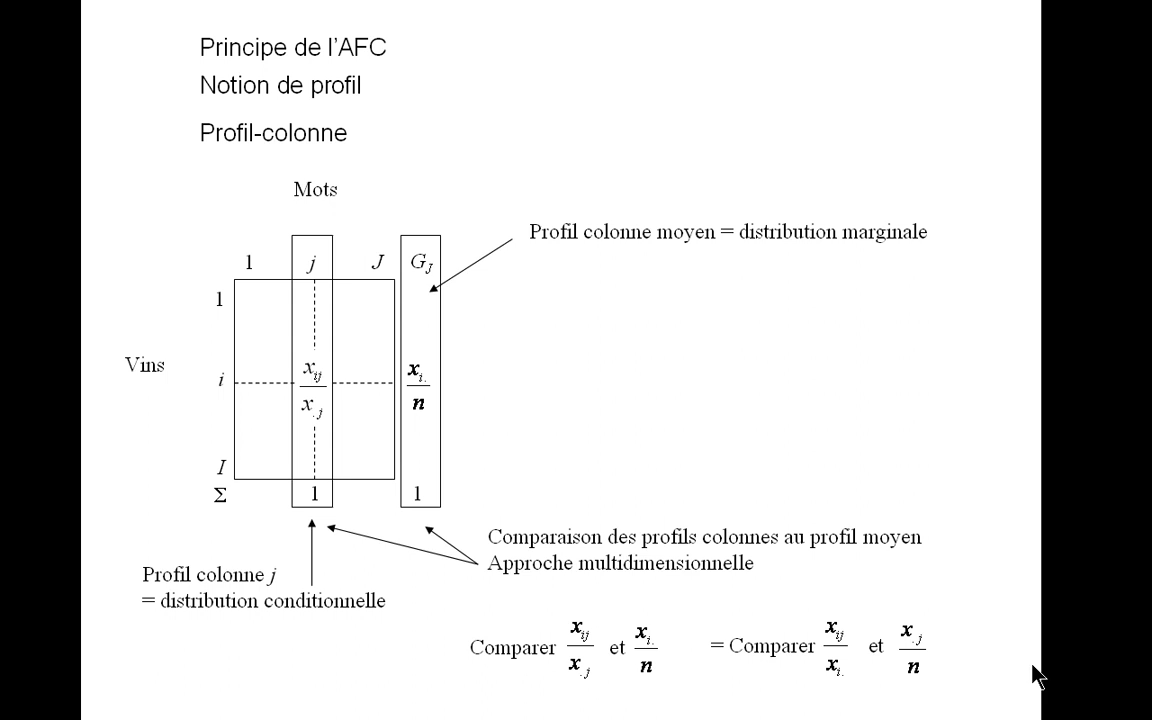 Principe de l'AFC
Notion de profil
Profil-colonne
Mots
Profil colonne moyen = distribution marginale
1 j J G_J
1
Vins
i x_ij / x_.j x_i. / n
I
Σ 1 1
Comparaison des profils colonnes au profil moyen
Approche multidimensionnelle
Profil colonne j
= distribution conditionnelle
Comparer x_ij / x_.j et x_i. / n = Comparer x_ij / x_i. et x_.j / n